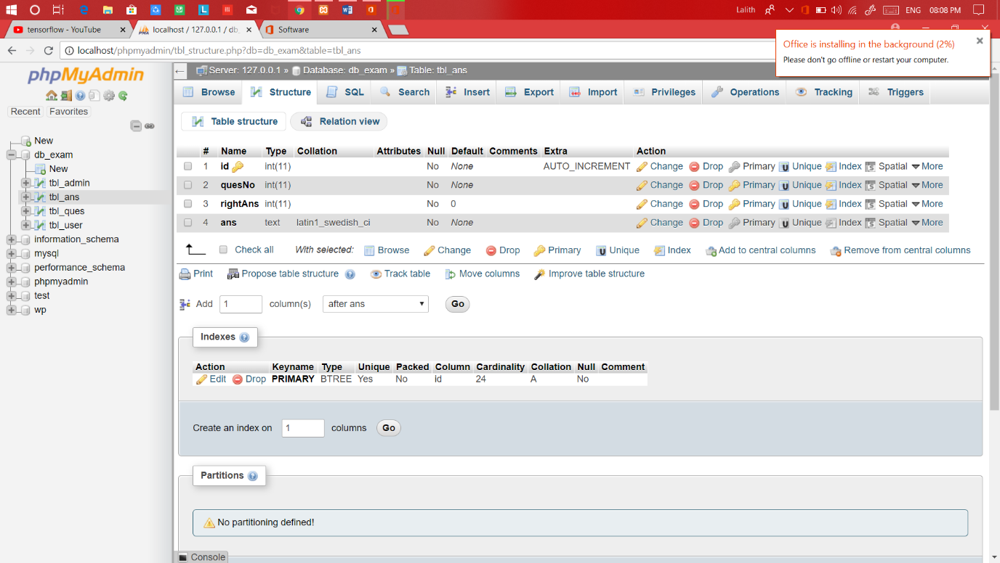 Lalith ENG 08:08 PM
tensorflow - YouTube × localhost / 127.0.0.1 / db_ × Software ×
localhost/phpmyadmin/tbl_structure.php?db=db_exam&table=tbl_ans
Office is installing in the background (2%)
Please don't go offline or restart your computer.
phpMyAdmin
Recent Favorites
New
db_exam
New
tbl_admin
tbl_ans
tbl_ques
tbl_user
information_schema
mysql
performance_schema
phpmyadmin
test
wp
Server: 127.0.0.1 » Database: db_exam » Table: tbl_ans
Browse Structure SQL Search Insert Export Import Privileges Operations Tracking Triggers
Table structure Relation view
# Name Type Collation Attributes Null Default Comments Extra Action
1 id int(11) No None AUTO_INCREMENT Change Drop Primary Unique Index Spatial More
2 quesNo int(11) No None Change Drop Primary Unique Index Spatial More
3 rightAns int(11) No 0 Change Drop Primary Unique Index Spatial More
4 ans text latin1_swedish_ci No None Change Drop Primary Unique Index Spatial More
Check all With selected: Browse Change Drop Primary Unique Index Add to central columns Remove from central columns
Print Propose table structure Track table Move columns Improve table structure
Add 1 column(s) after ans Go
Indexes
Action Keyname Type Unique Packed Column Cardinality Collation Null Comment
Edit Drop PRIMARY BTREE Yes No id 24 A No
Create an index on 1 columns Go
Partitions
No partitioning defined!
Console